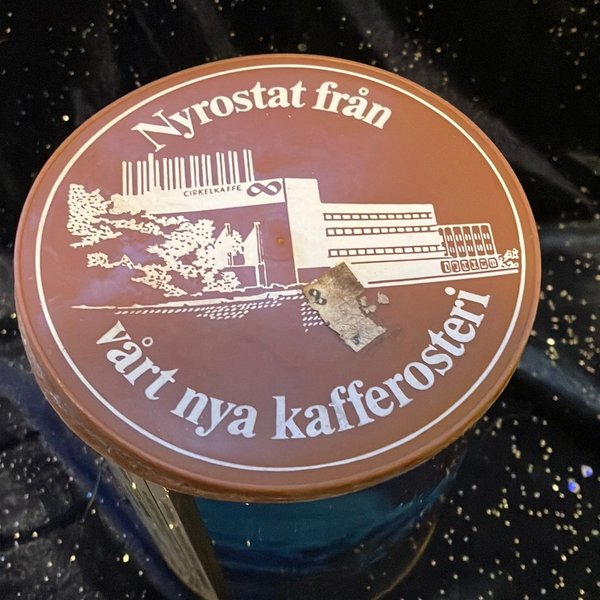 Nyrostat från
CIRKELKAFFE
vårt nya kafferosteri